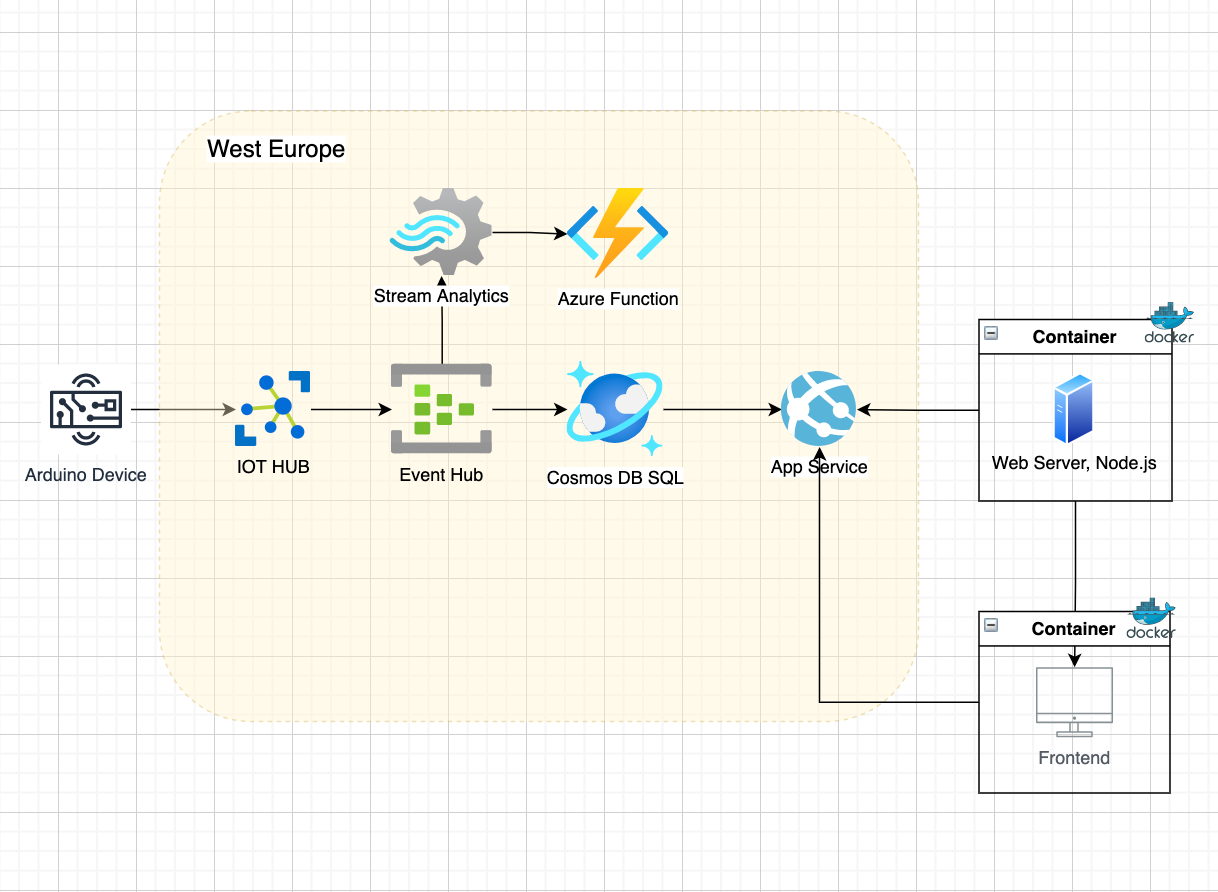 West Europe
Stream Analytics
Azure Function
Container
docker
Arduino Device
IOT HUB
Event Hub
Cosmos DB SQL
App Service
Web Server, Node.js
Container
docker
Frontend